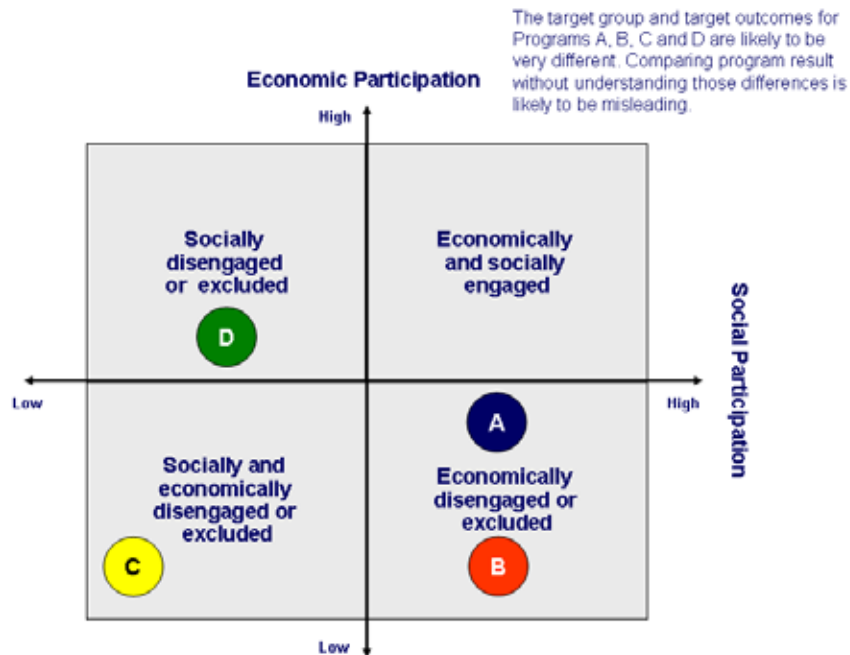 The target group and target outcomes for
Programs A, B, C and D are likely to be
very different. Comparing program result
without understanding those differences is
likely to be misleading.
Economic Participation
High
Socially
disengaged
or excluded
Economically
and socially
engaged
D
Social Participation
Low
High
A
Socially and
economically
disengaged or
excluded
Economically
disengaged or
excluded
C
B
Low